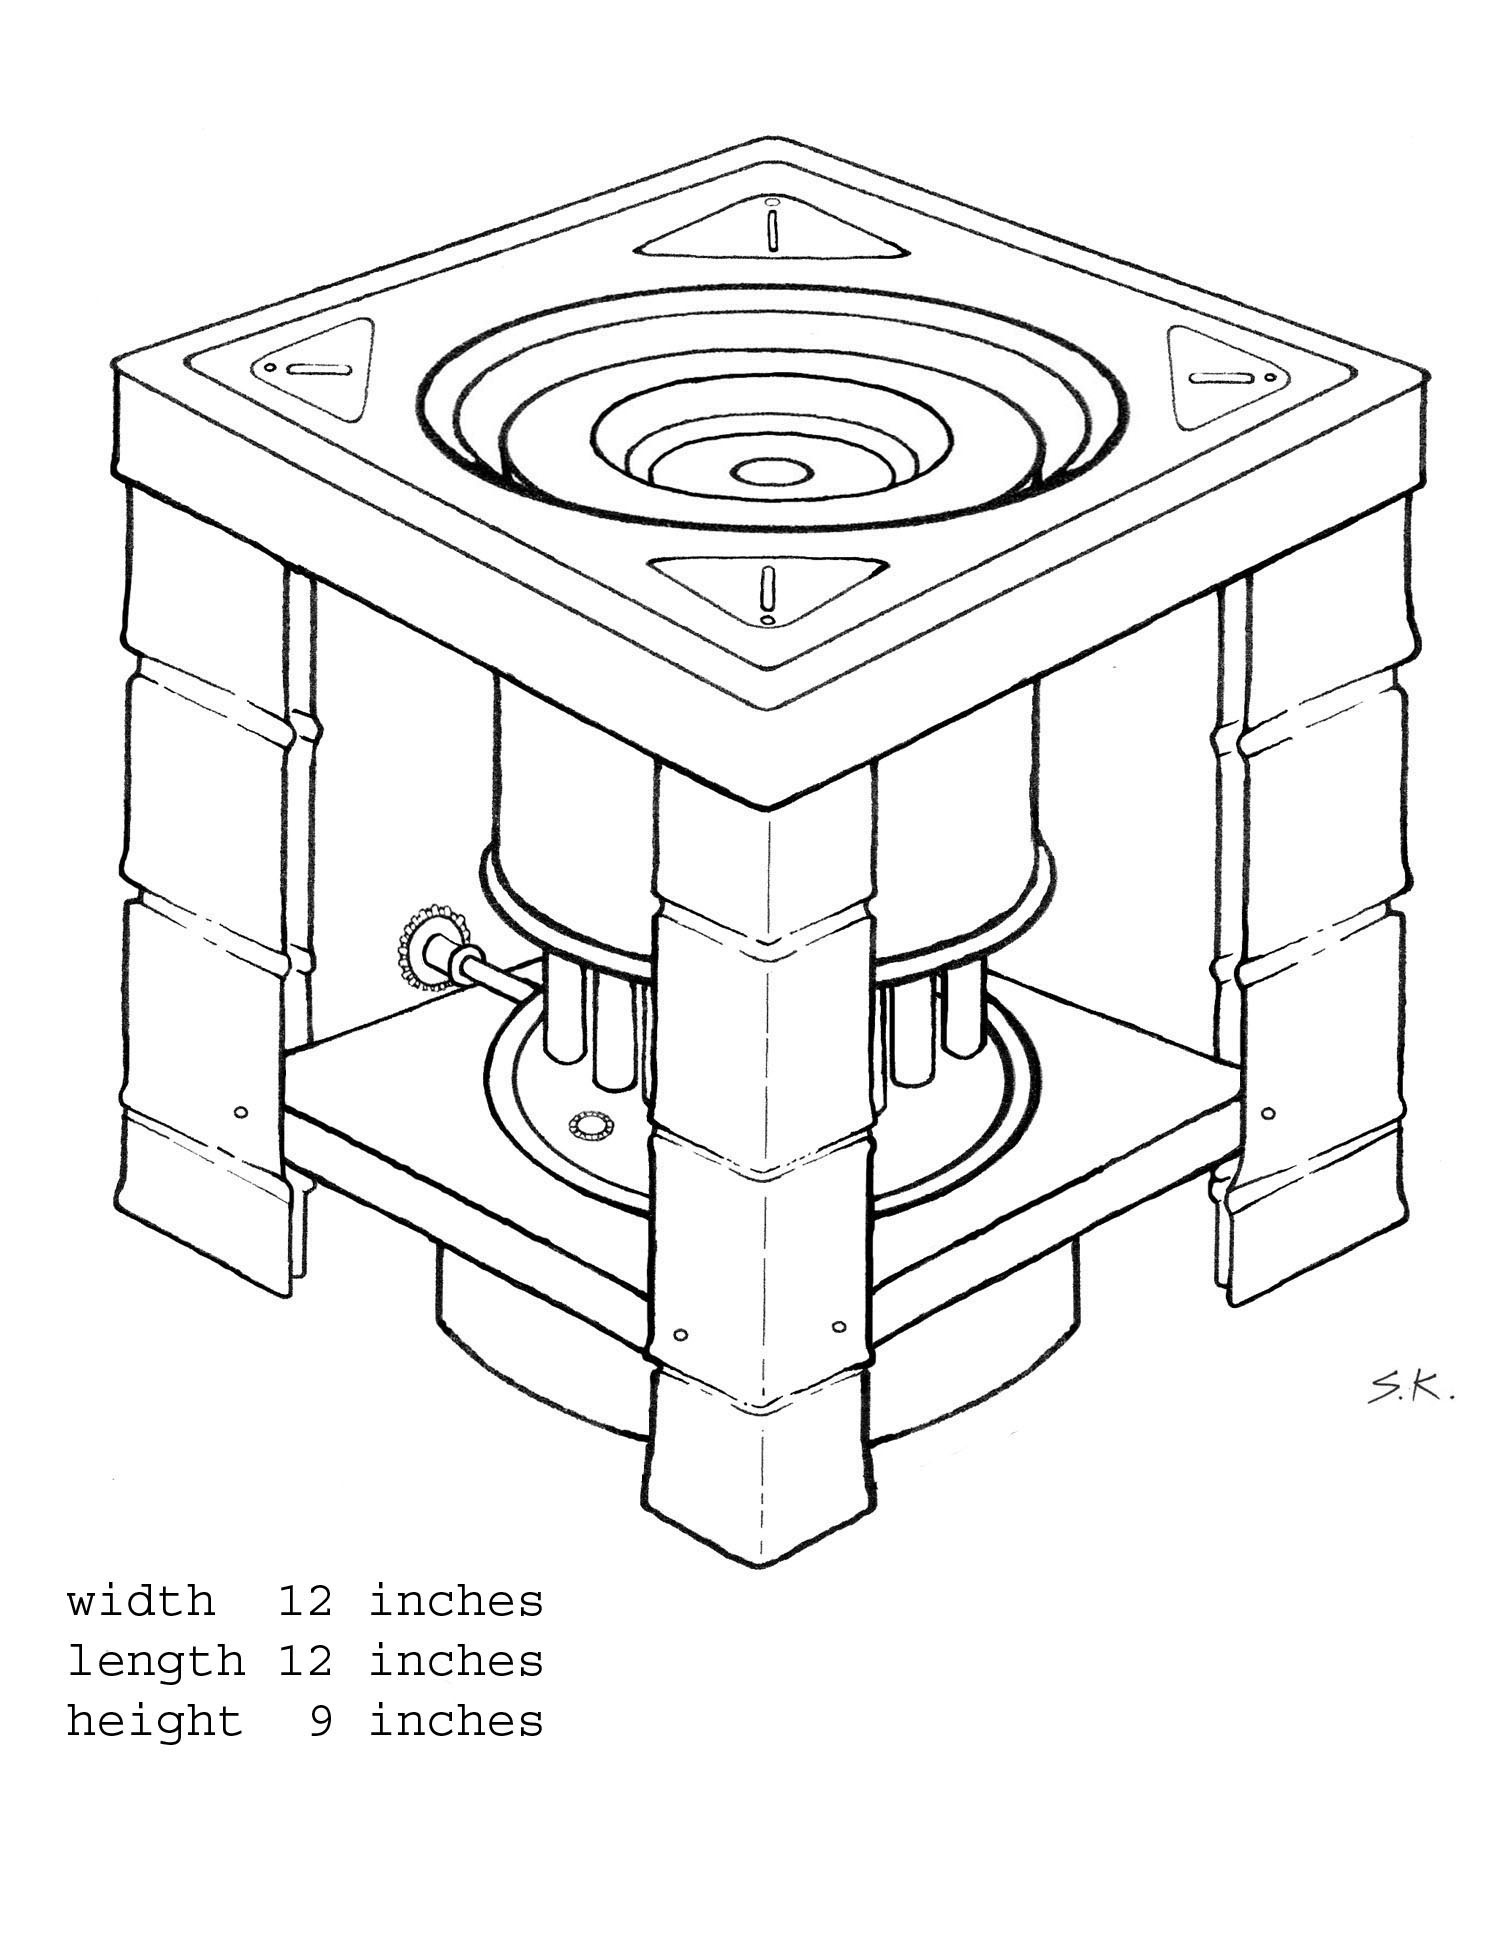 S.K.
width 12 inches
length 12 inches
height 9 inches